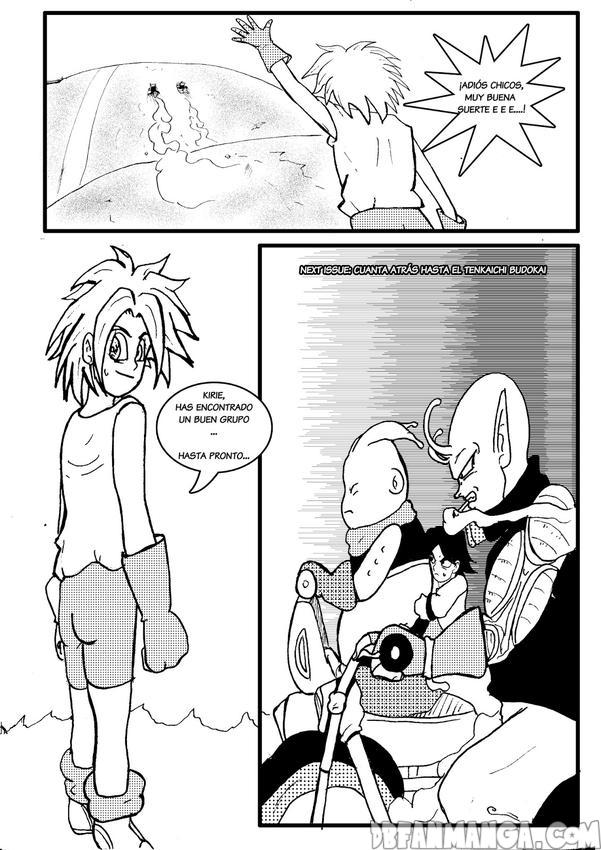 ¡ADIÓS CHICOS,
MUY BUENA
SUERTE E E E....!
NEXT ISSUE: CUANTA ATRÁS HASTA EL TENKAICHI BUDOKAI
KIRIE,
HAS ENCONTRADO
UN BUEN GRUPO
...
HASTA PRONTO...
DBFANMANGA.COM